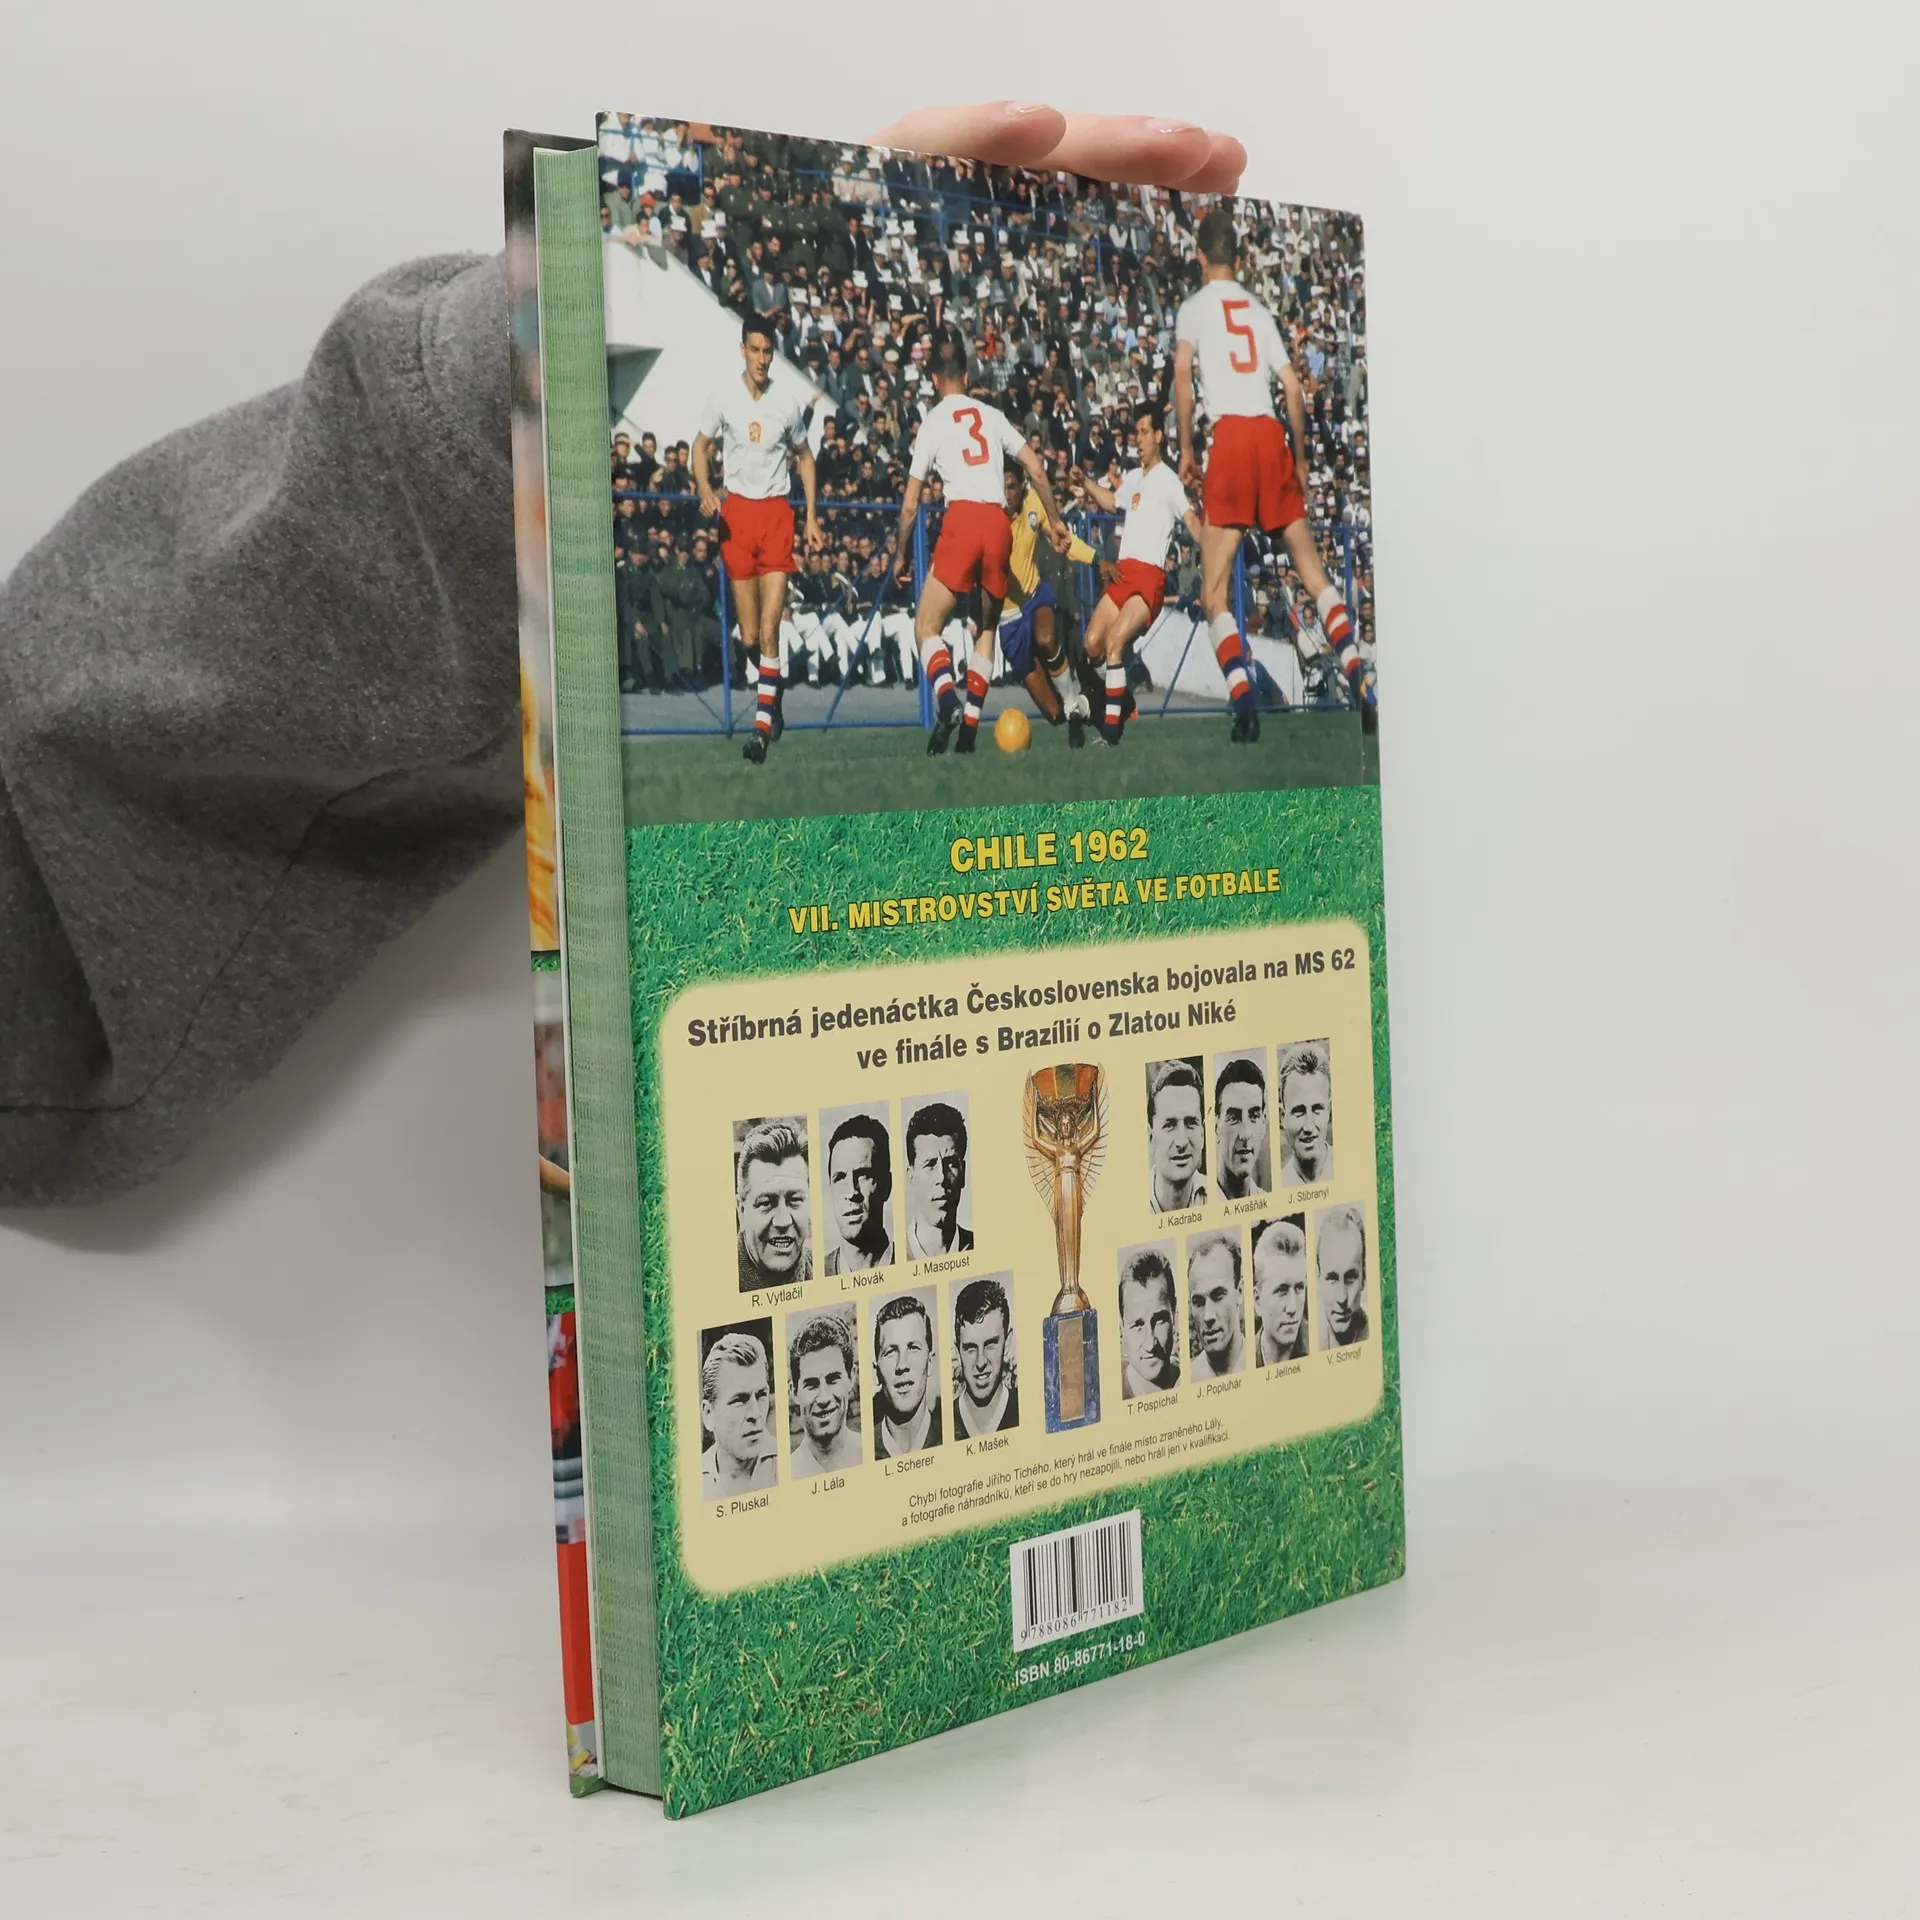 5
3
CHILE 1962
VII. MISTROVSTVÍ SVĚTA VE FOTBALE
Stříbrná jedenáctka Československa bojovala na MS 62
ve finále s Brazílií o Zlatou Niké
R. Vytlačil
L. Novák
J. Masopust
J. Kadraba
A. Kvašňák
J. Štibranyi
S. Pluskal
J. Lála
L. Scherer
K. Mašek
T. Pospíchal
J. Popluhár
J. Jelínek
V. Schrojf
Chybí fotografie Jiřího Tichého, který hrál ve finále místo zraněného Lály,
a fotografie náhradníků, kteří se do hry nezapojili, nebo hráli jen v kvalifikaci.
9788086771182
ISBN 80-86771-18-0